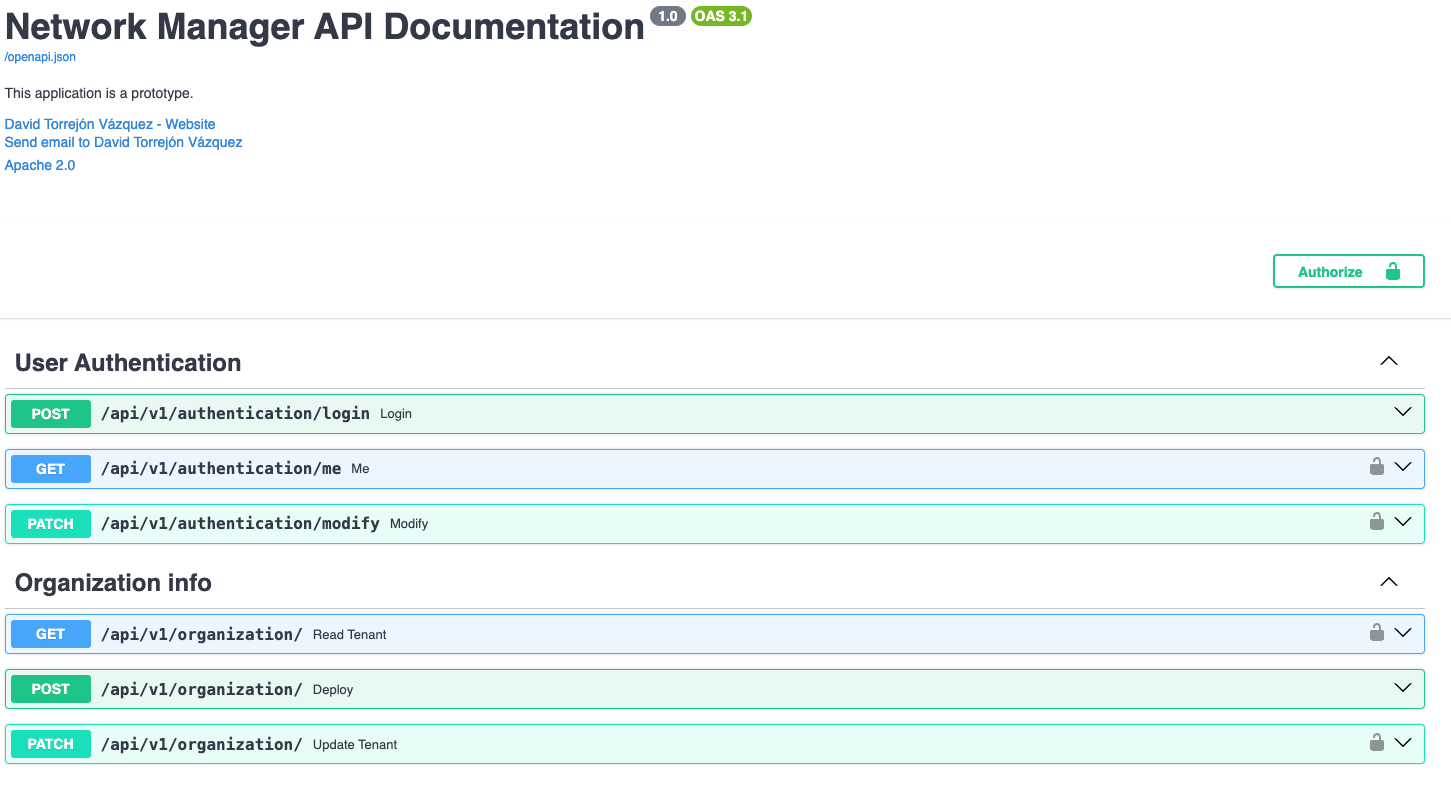 Network Manager API Documentation 1.0 OAS 3.1
/openapi.json
This application is a prototype.
David Torrejón Vázquez - Website
Send email to David Torrejón Vázquez
Apache 2.0
Authorize
User Authentication
POST /api/v1/authentication/login Login
GET /api/v1/authentication/me Me
PATCH /api/v1/authentication/modify Modify
Organization info
GET /api/v1/organization/ Read Tenant
POST /api/v1/organization/ Deploy
PATCH /api/v1/organization/ Update Tenant